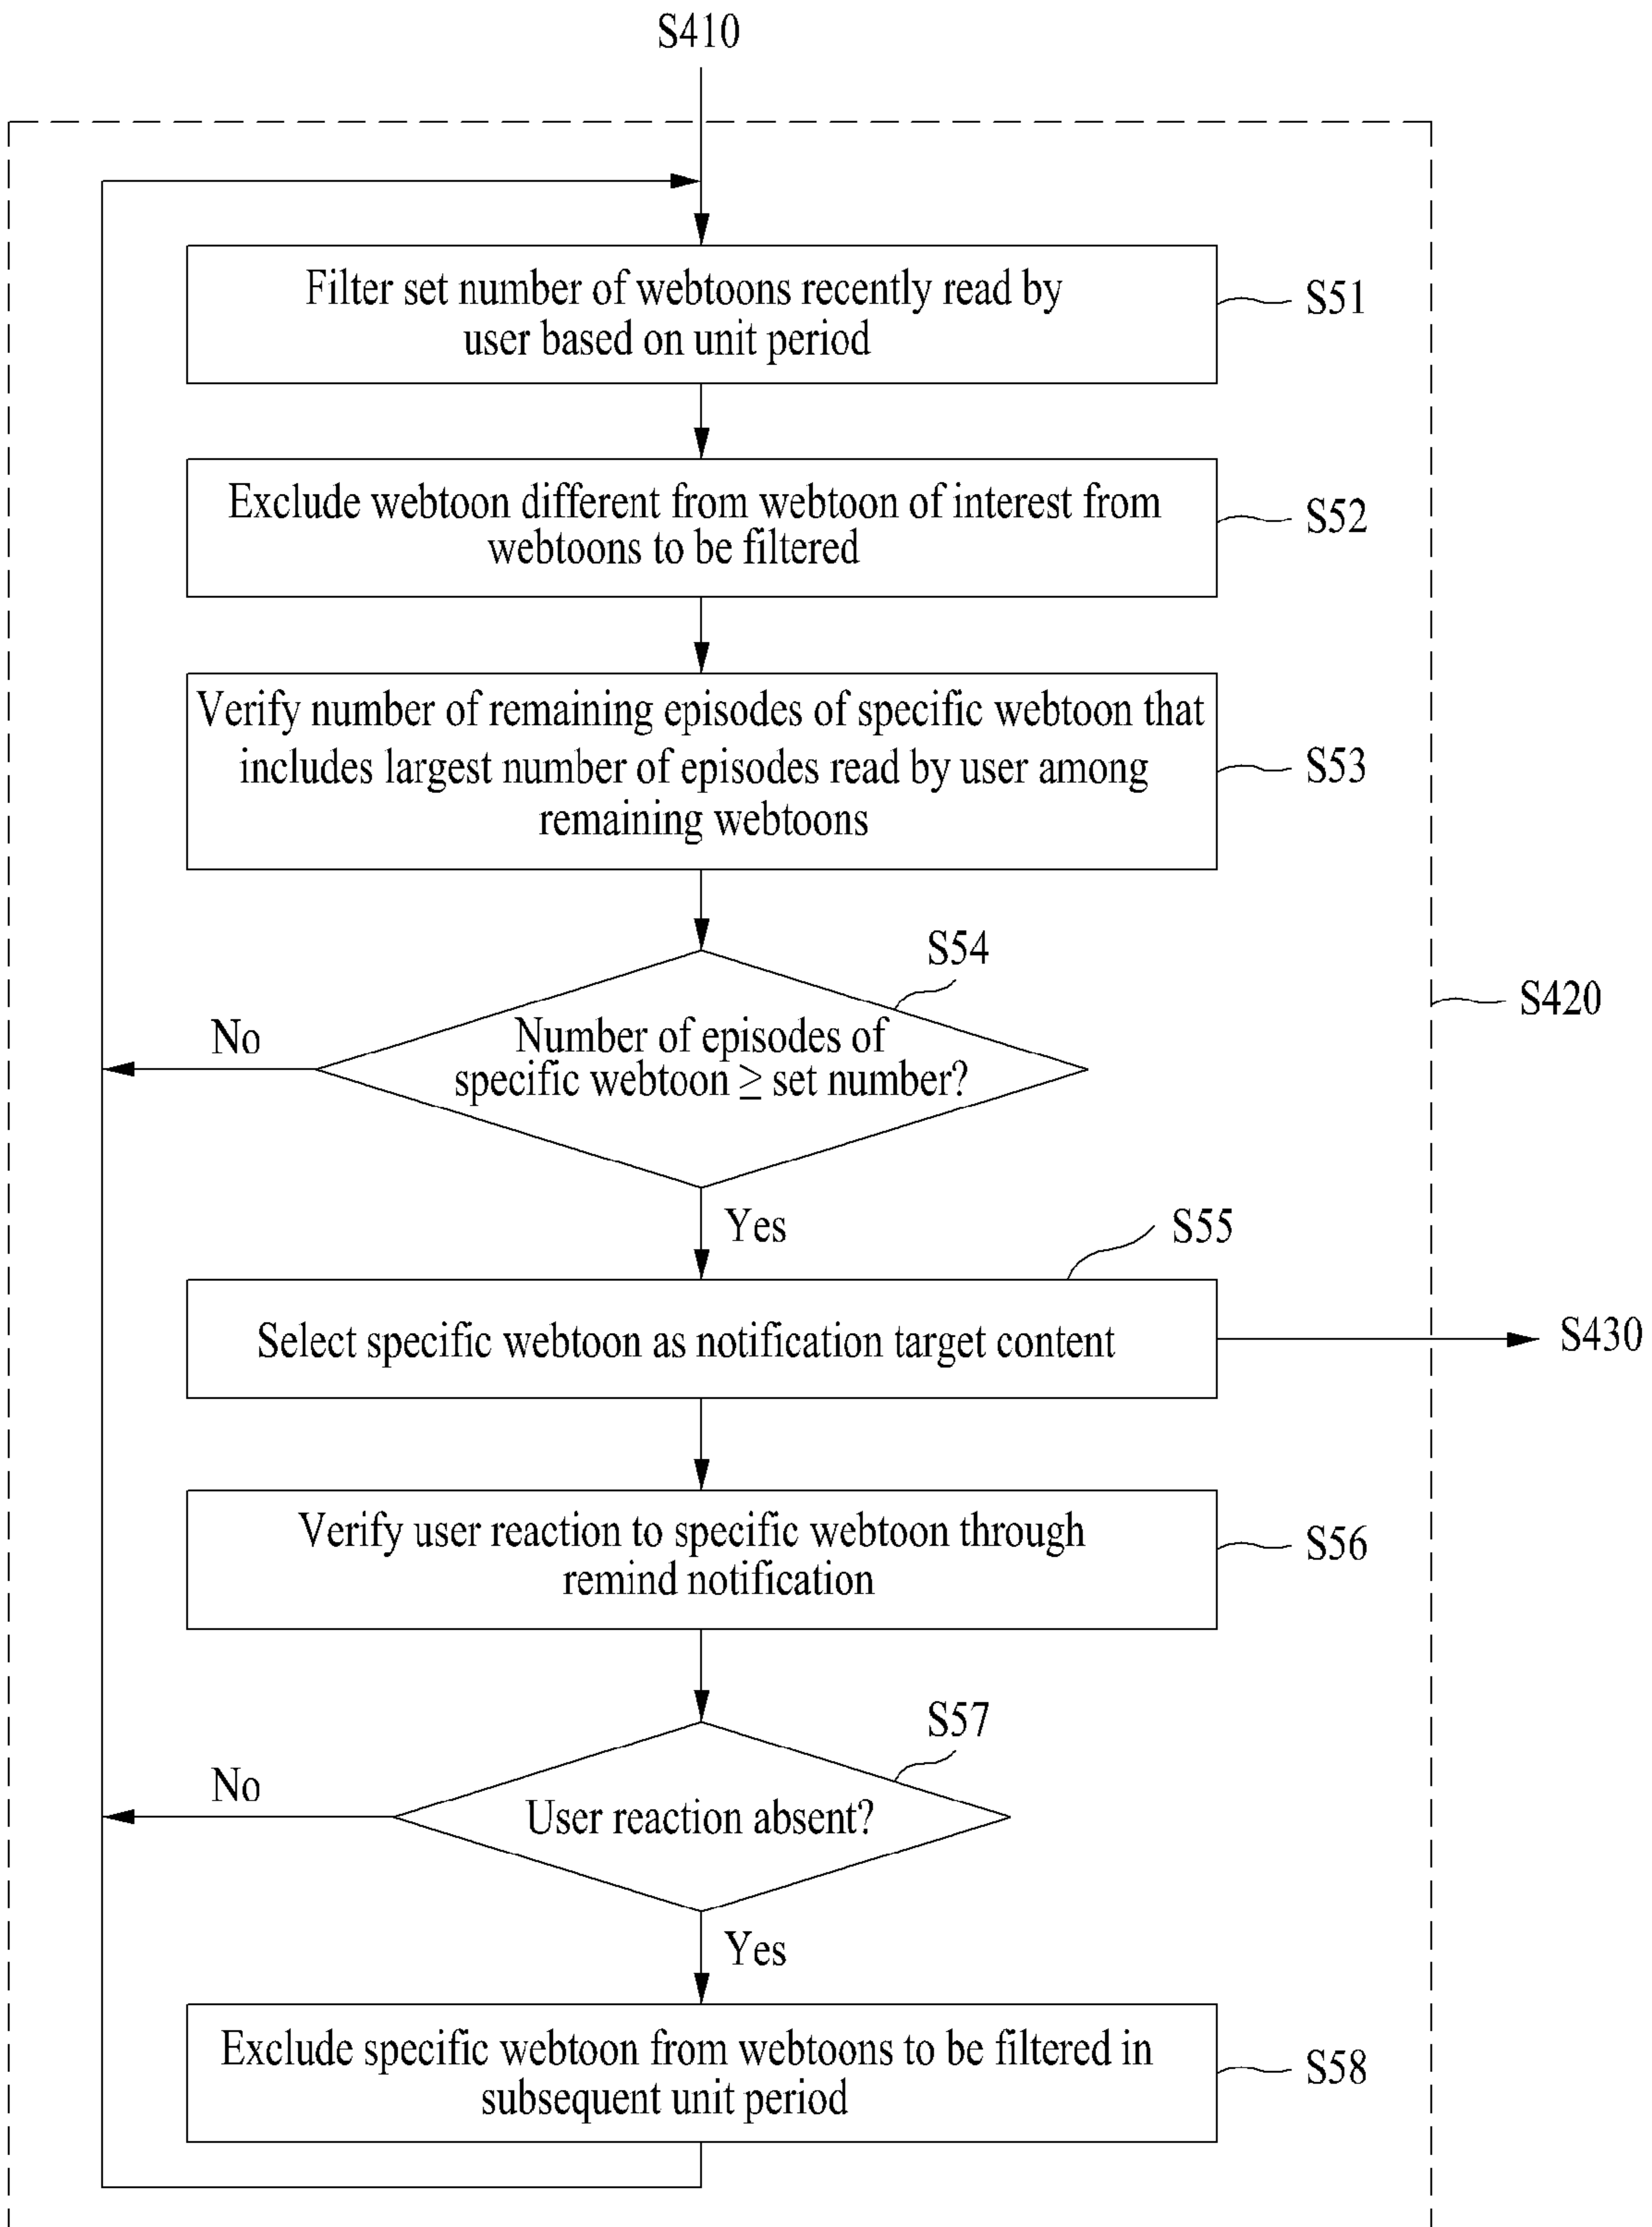 S410
Filter set number of webtoons recently read by
user based on unit period
S51
Exclude webtoon different from webtoon of interest from
webtoons to be filtered
S52
Verify number of remaining episodes of specific webtoon that
includes largest number of episodes read by user among
remaining webtoons
S53
S54
Number of episodes of
specific webtoon ≥ set number?
No
S420
Yes
S55
Select specific webtoon as notification target content
S430
Verify user reaction to specific webtoon through
remind notification
S56
S57
User reaction absent?
No
Yes
Exclude specific webtoon from webtoons to be filtered in
subsequent unit period
S58